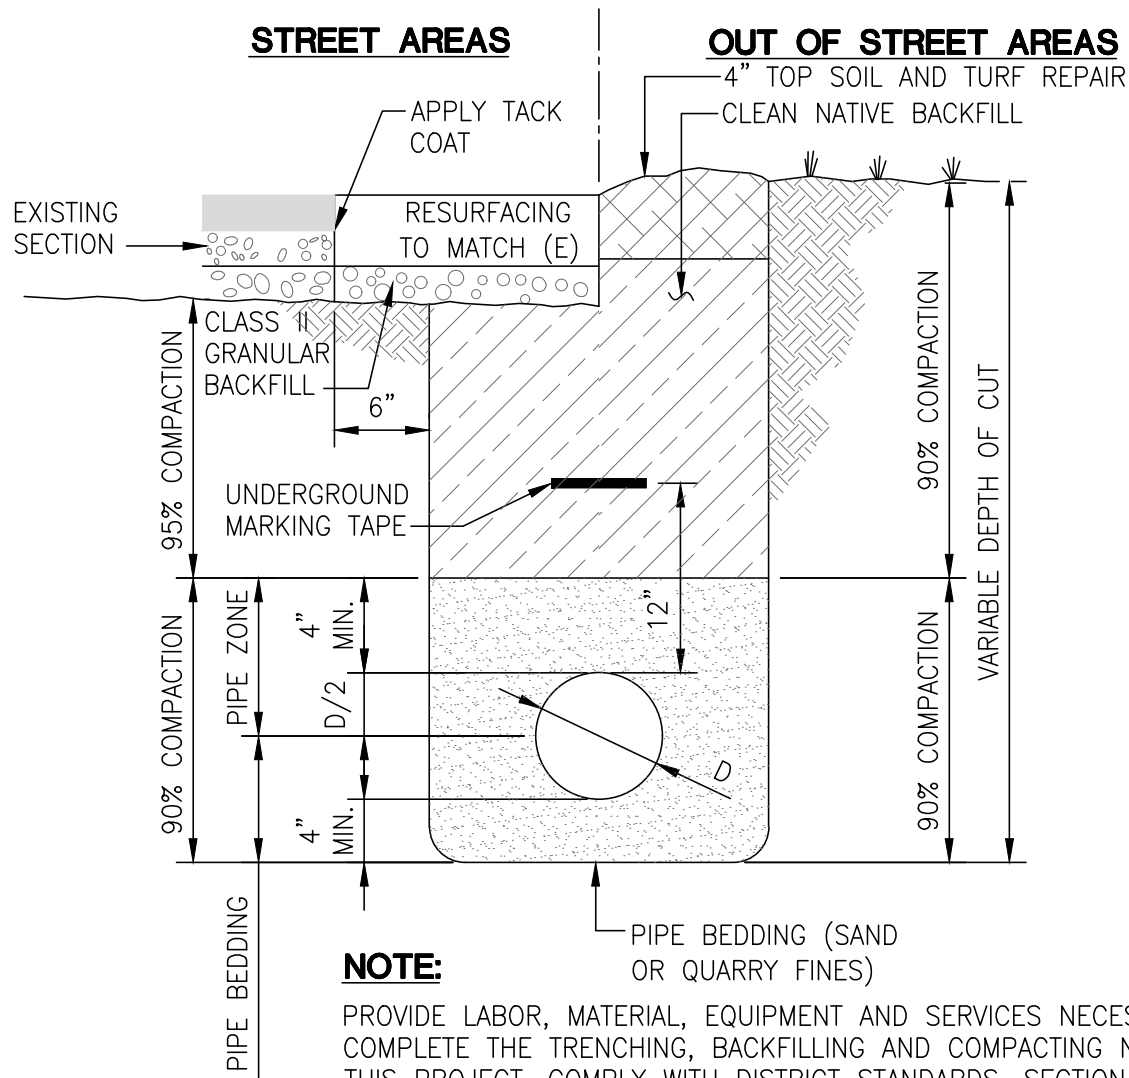 STREET AREAS
OUT OF STREET AREAS
4" TOP SOIL AND TURF REPAIR
CLEAN NATIVE BACKFILL
APPLY TACK
COAT
EXISTING
SECTION
RESURFACING
TO MATCH (E)
CLASS II
GRANULAR
BACKFILL
6"
95% COMPACTION
90% COMPACTION
VARIABLE DEPTH OF CUT
UNDERGROUND
MARKING TAPE
12"
PIPE ZONE
4"
MIN.
D/2
90% COMPACTION
90% COMPACTION
D
4"
MIN.
PIPE BEDDING
PIPE BEDDING (SAND
OR QUARRY FINES)
NOTE:
PROVIDE LABOR, MATERIAL, EQUIPMENT AND SERVICES
COMPLETE THE TRENCHING, BACKFILLING AND COMPACTING
THIS PROJECT. COMPLY WITH DISTRICT STANDARDS, SECTION